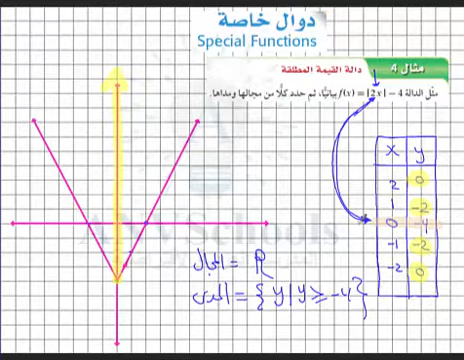 دوال خاصة
Special Functions
مثال 4 دالة القيمة المطلقة
مثّل الدالة f(x) = |2x| − 4 بيانيًّا، ثم حدد كلًّا من مجالها ومداها.
x y
2 0
1 -2
0 -4
-1 -2
-2 0
المجال = R
المدى = { y | y ≥ -4 }